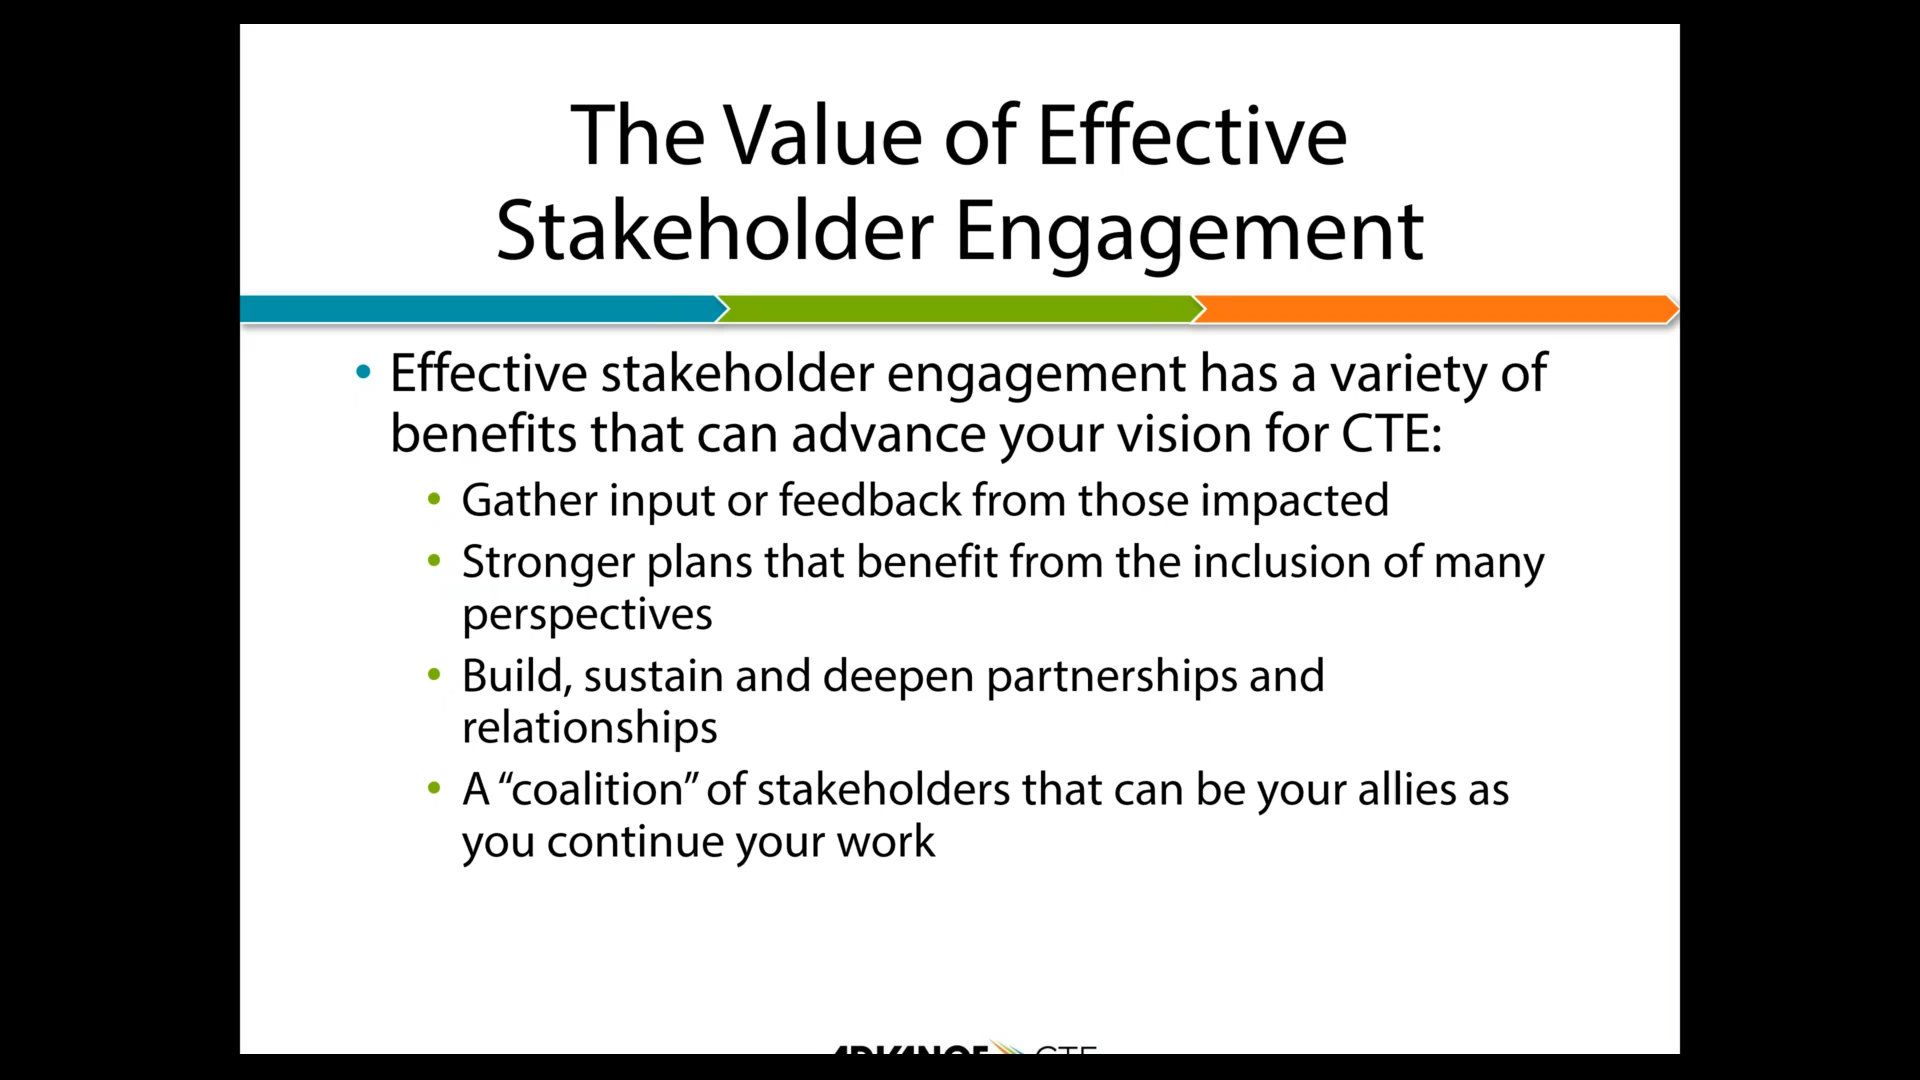 The Value of Effective
Stakeholder Engagement
• Effective stakeholder engagement has a variety of
benefits that can advance your vision for CTE:
• Gather input or feedback from those impacted
• Stronger plans that benefit from the inclusion of many
perspectives
• Build, sustain and deepen partnerships and
relationships
• A “coalition” of stakeholders that can be your allies as
you continue your work
ADVANCE CTE